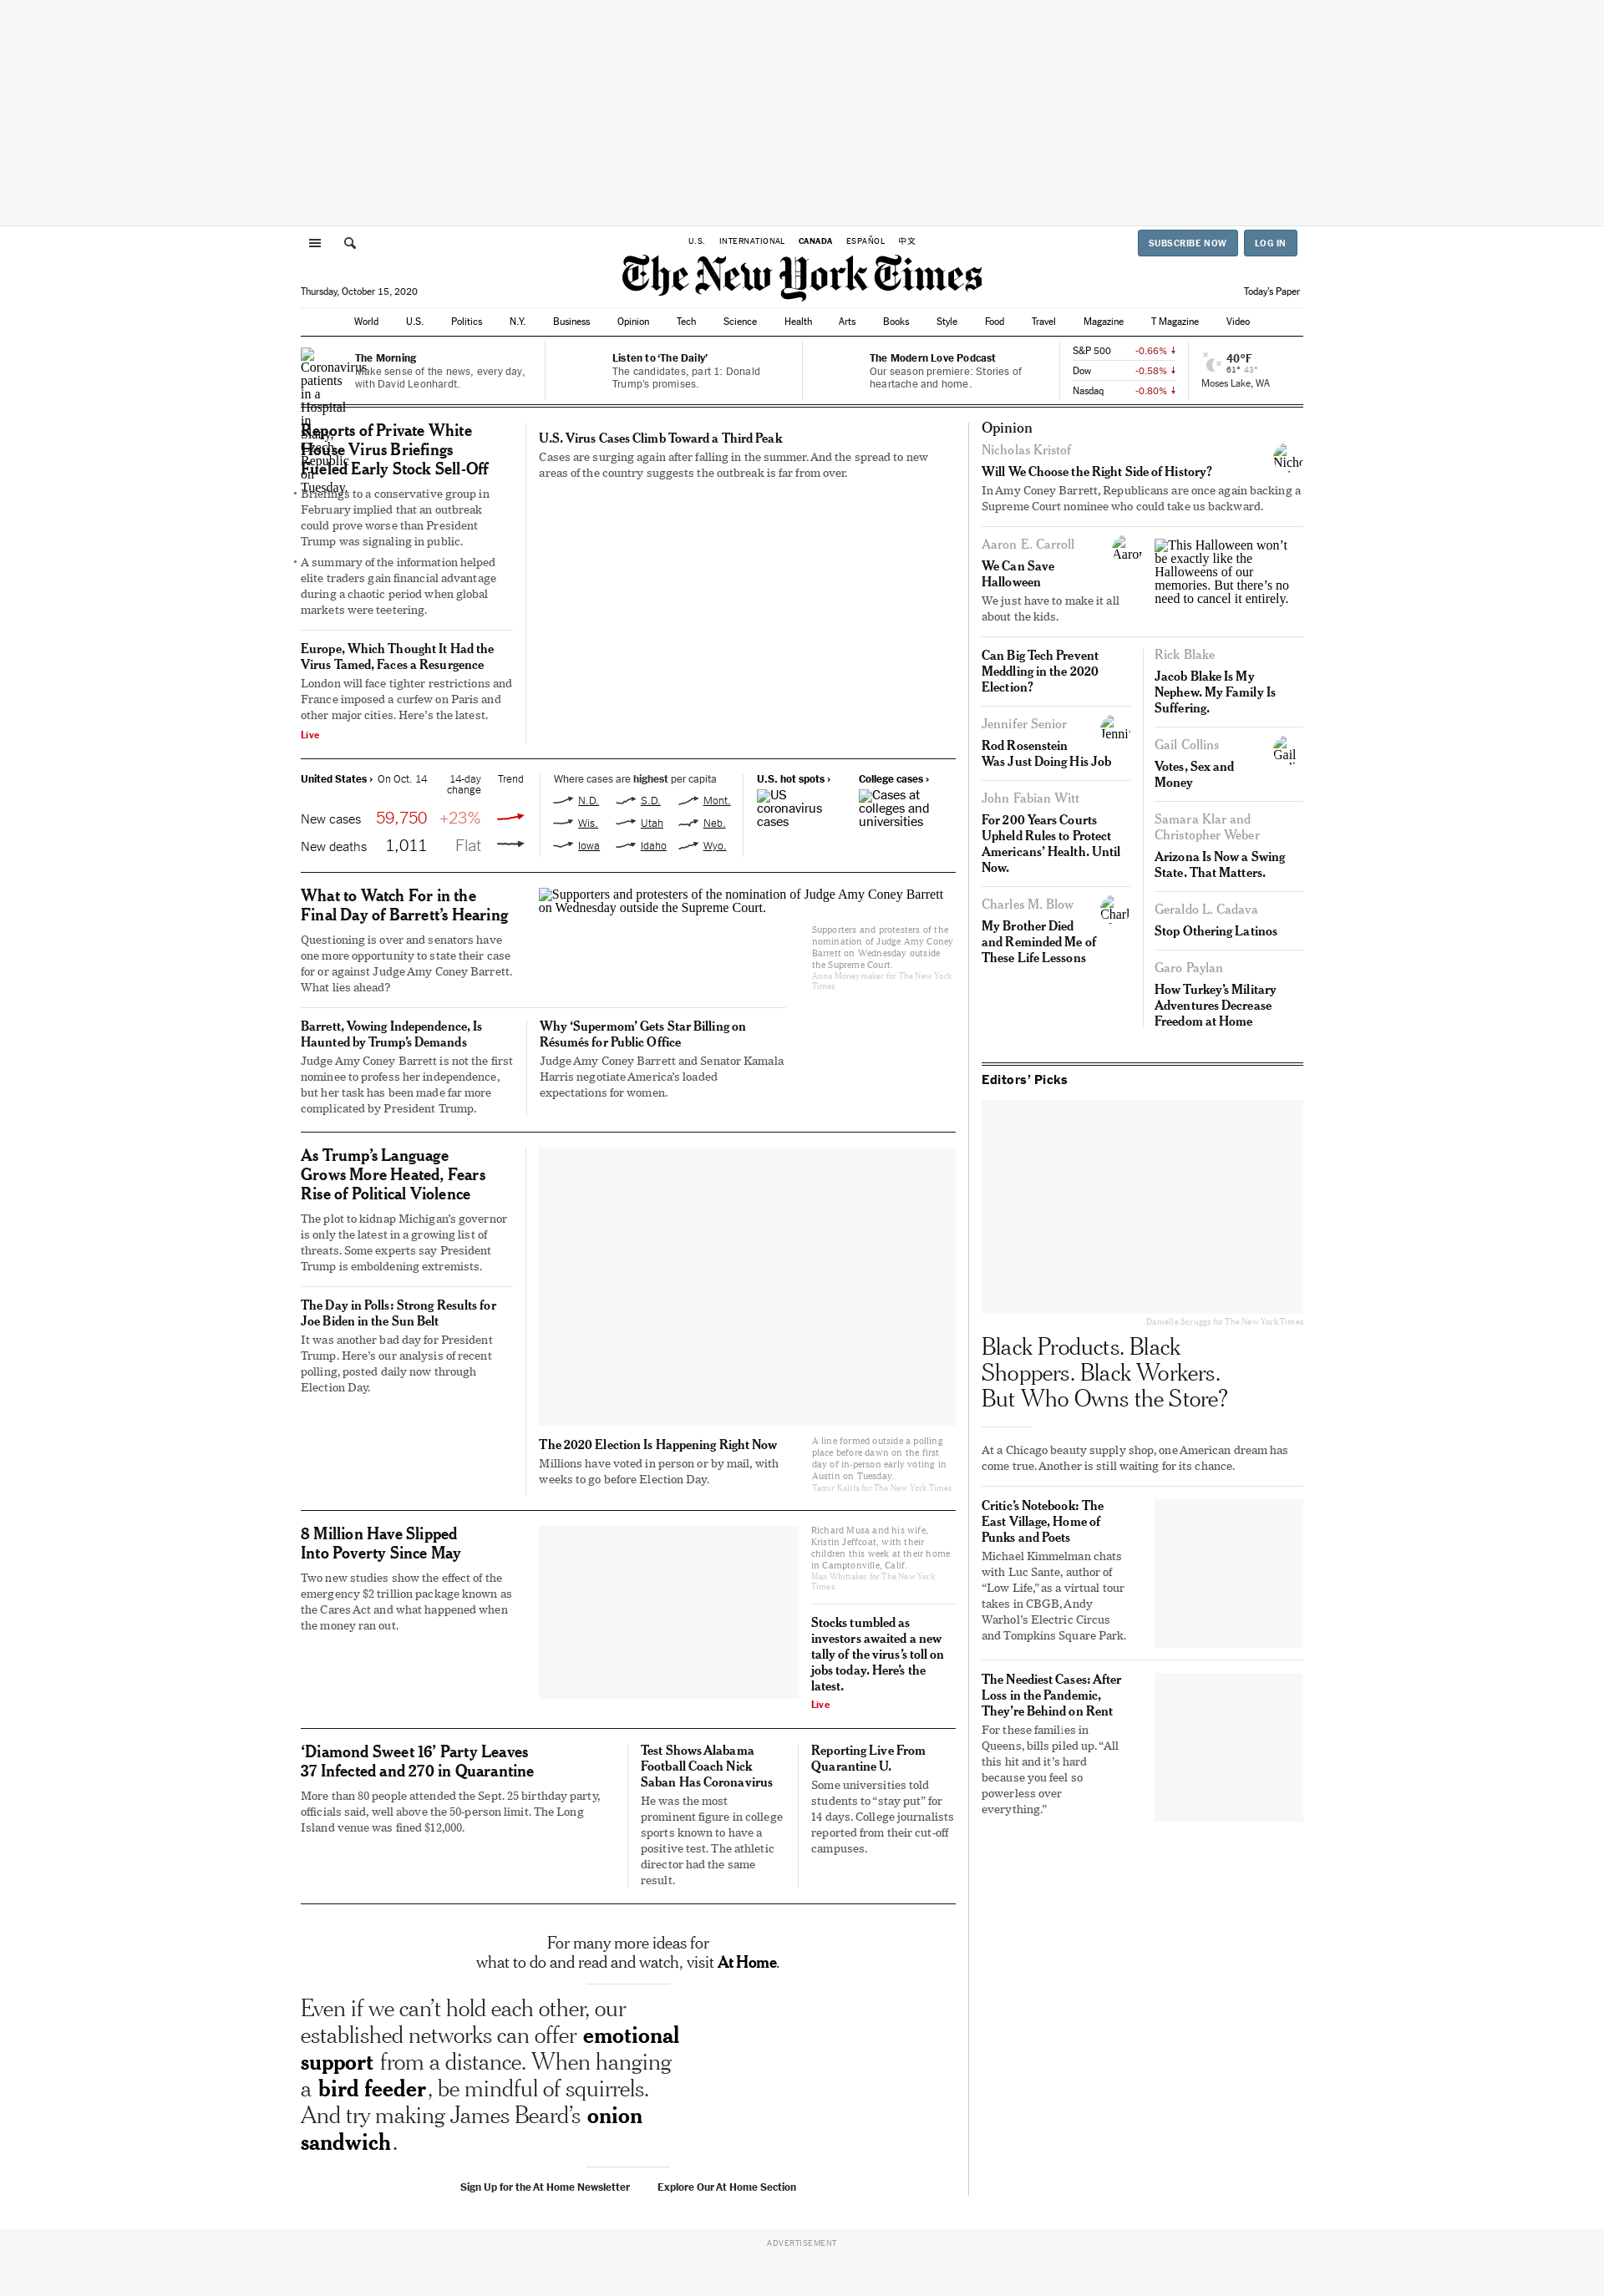 U.S. INTERNATIONAL CANADA ESPAÑOL 中文
SUBSCRIBE NOW LOG IN
The New York Times
Thursday, October 15, 2020
Today's Paper
World U.S. Politics N.Y. Business Opinion Tech Science Health Arts Books Style Food Travel Magazine T Magazine Video
Coronavirus
patients
in a
Hospital
in
Slany,
Czech
Republic
on
Tuesday.
The Morning
Make sense of the news, every day,
with David Leonhardt.
Listen to ‘The Daily’
The candidates, part 1: Donald
Trump’s promises.
The Modern Love Podcast
Our season premiere: Stories of
heartache and home.
S&P 500 -0.66% ↓
Dow -0.58% ↓
Nasdaq -0.80% ↓
40°F
61° 43°
Moses Lake, WA
Reports of Private White
House Virus Briefings
Fueled Early Stock Sell-Off
• Briefings to a conservative group in
February implied that an outbreak
could prove worse than President
Trump was signaling in public.
• A summary of the information helped
elite traders gain financial advantage
during a chaotic period when global
markets were teetering.
Europe, Which Thought It Had the
Virus Tamed, Faces a Resurgence
London will face tighter restrictions and
France imposed a curfew on Paris and
other major cities. Here’s the latest.
Live
U.S. Virus Cases Climb Toward a Third Peak
Cases are surging again after falling in the summer. And the spread to new
areas of the country suggests the outbreak is far from over.
United States › On Oct. 14 14-day
change Trend
New cases 59,750 +23%
New deaths 1,011 Flat
Where cases are highest per capita
N.D. S.D. Mont.
Wis. Utah Neb.
Iowa Idaho Wyo.
U.S. hot spots ›
US
coronavirus
cases
College cases ›
Cases at
colleges and
universities
What to Watch For in the
Final Day of Barrett’s Hearing
Questioning is over and senators have
one more opportunity to state their case
for or against Judge Amy Coney Barrett.
What lies ahead?
Supporters and protesters of the nomination of Judge Amy Coney Barrett
on Wednesday outside the Supreme Court.
Supporters and protesters of the
nomination of Judge Amy Coney
Barrett on Wednesday outside
the Supreme Court.
Anna Moneymaker for The New York
Times
Barrett, Vowing Independence, Is
Haunted by Trump’s Demands
Judge Amy Coney Barrett is not the first
nominee to profess her independence,
but her task has been made far more
complicated by President Trump.
Why ‘Supermom’ Gets Star Billing on
Résumés for Public Office
Judge Amy Coney Barrett and Senator Kamala
Harris negotiate America’s loaded
expectations for women.
As Trump’s Language
Grows More Heated, Fears
Rise of Political Violence
The plot to kidnap Michigan’s governor
is only the latest in a growing list of
threats. Some experts say President
Trump is emboldening extremists.
The Day in Polls: Strong Results for
Joe Biden in the Sun Belt
It was another bad day for President
Trump. Here’s our analysis of recent
polling, posted daily now through
Election Day.
The 2020 Election Is Happening Right Now
Millions have voted in person or by mail, with
weeks to go before Election Day.
A line formed outside a polling
place before dawn on the first
day of in-person early voting in
Austin on Tuesday.
Tamir Kalifa for The New York Times
8 Million Have Slipped
Into Poverty Since May
Two new studies show the effect of the
emergency $2 trillion package known as
the Cares Act and what happened when
the money ran out.
Richard Musa and his wife,
Kristin Jeffcoat, with their
children this week at their home
in Camptonville, Calif.
Max Whittaker for The New York
Times
Stocks tumbled as
investors awaited a new
tally of the virus’s toll on
jobs today. Here’s the
latest.
Live
‘Diamond Sweet 16’ Party Leaves
37 Infected and 270 in Quarantine
More than 80 people attended the Sept. 25 birthday party,
officials said, well above the 50-person limit. The Long
Island venue was fined $12,000.
Test Shows Alabama
Football Coach Nick
Saban Has Coronavirus
He was the most
prominent figure in college
sports known to have a
positive test. The athletic
director had the same
result.
Reporting Live From
Quarantine U.
Some universities told
students to “stay put” for
14 days. College journalists
reported from their cut-off
campuses.
For many more ideas for
what to do and read and watch, visit At Home.
Even if we can’t hold each other, our
established networks can offer emotional
support from a distance. When hanging
a bird feeder, be mindful of squirrels.
And try making James Beard’s onion
sandwich.
Sign Up for the At Home Newsletter Explore Our At Home Section
Opinion
Nicholas Kristof
Nicho
Will We Choose the Right Side of History?
In Amy Coney Barrett, Republicans are once again backing a
Supreme Court nominee who could take us backward.
Aaron E. Carroll
Aaron
We Can Save
Halloween
We just have to make it all
about the kids.
This Halloween won’t
be exactly like the
Halloweens of our
memories. But there’s no
need to cancel it entirely.
Can Big Tech Prevent
Meddling in the 2020
Election?
Jennifer Senior
Jenni
Rod Rosenstein
Was Just Doing His Job
John Fabian Witt
For 200 Years Courts
Upheld Rules to Protect
Americans’ Health. Until
Now.
Charles M. Blow
Charl
My Brother Died
and Reminded Me of
These Life Lessons
Rick Blake
Jacob Blake Is My
Nephew. My Family Is
Suffering.
Gail Collins
Gail
Votes, Sex and
Money
Samara Klar and
Christopher Weber
Arizona Is Now a Swing
State. That Matters.
Geraldo L. Cadava
Stop Othering Latinos
Garo Paylan
How Turkey’s Military
Adventures Decrease
Freedom at Home
Editors’ Picks
Danielle Scruggs for The New York Times
Black Products. Black
Shoppers. Black Workers.
But Who Owns the Store?
At a Chicago beauty supply shop, one American dream has
come true. Another is still waiting for its chance.
Critic’s Notebook: The
East Village, Home of
Punks and Poets
Michael Kimmelman chats
with Luc Sante, author of
“Low Life,” as a virtual tour
takes in CBGB, Andy
Warhol’s Electric Circus
and Tompkins Square Park.
The Neediest Cases: After
Loss in the Pandemic,
They’re Behind on Rent
For these families in
Queens, bills piled up. “All
this hit and it’s hard
because you feel so
powerless over
everything.”
ADVERTISEMENT